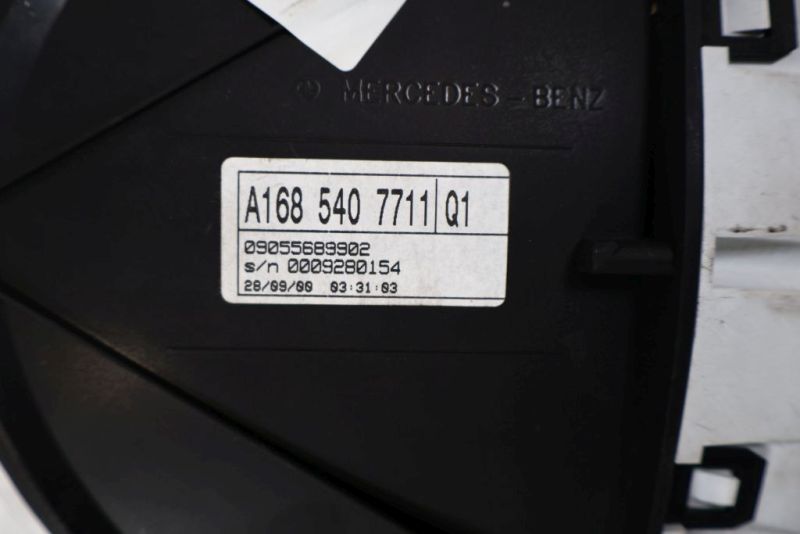 MERCEDES-BENZ
A168 540 7711 Q1
09055689902
s/n 0009280154
28/09/00 03:31:03